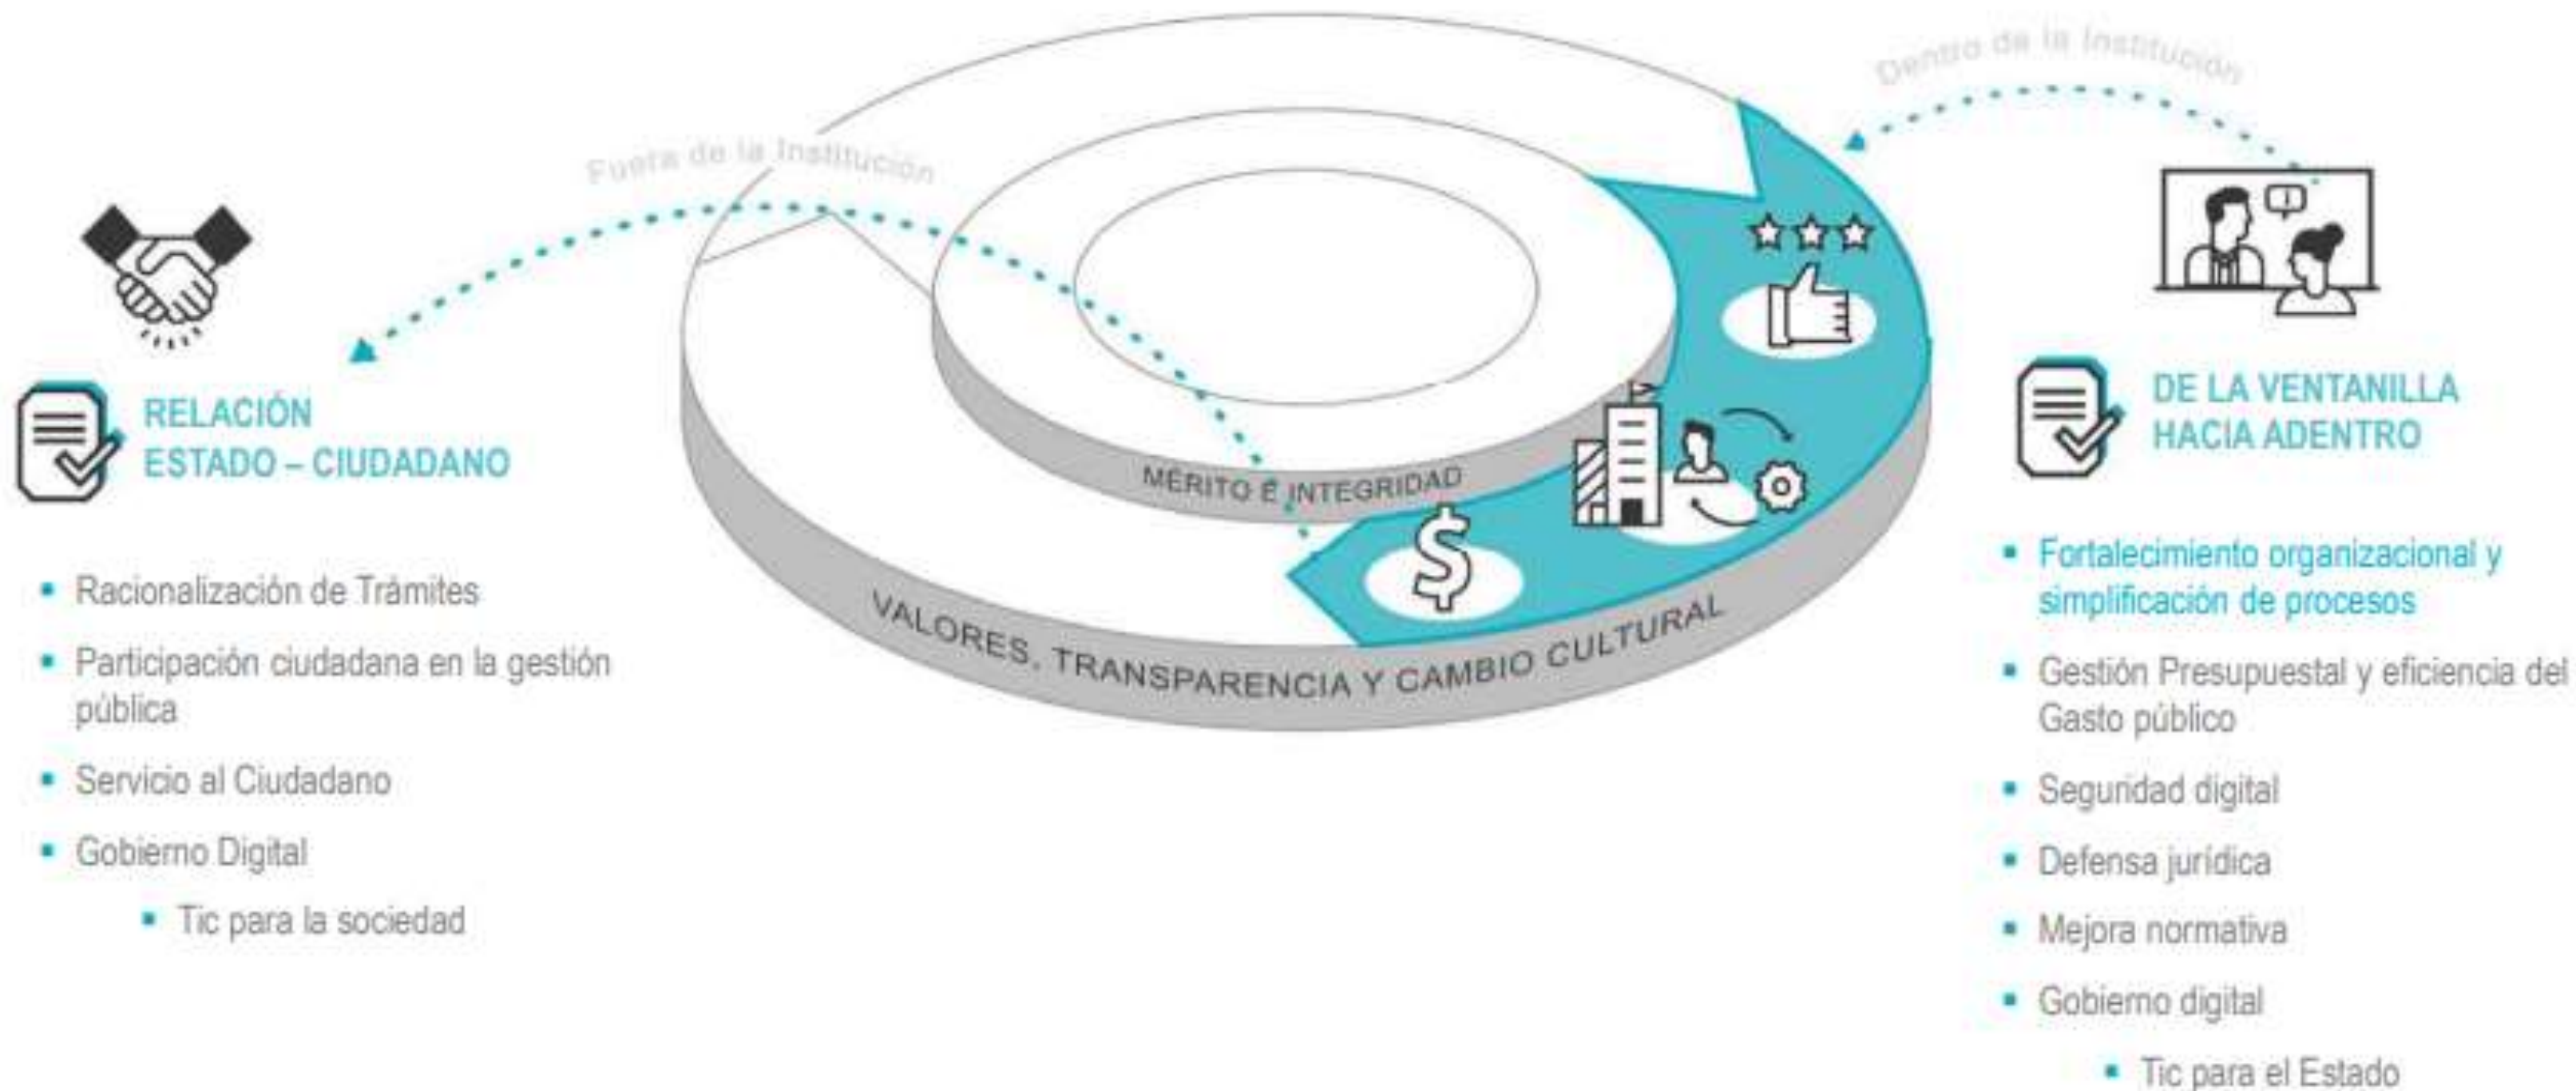 Fuera de la Institución
Dentro de la Institución
RELACIÓN
ESTADO – CIUDADANO
▪ Racionalización de Trámites
▪ Participación ciudadana en la gestión
pública
▪ Servicio al Ciudadano
▪ Gobierno Digital
▪ Tic para la sociedad
MÉRITO E INTEGRIDAD
$
VALORES, TRANSPARENCIA Y CAMBIO CULTURAL
DE LA VENTANILLA
HACIA ADENTRO
▪ Fortalecimiento organizacional y
simplificación de procesos
▪ Gestión Presupuestal y eficiencia del
Gasto público
▪ Seguridad digital
▪ Defensa jurídica
▪ Mejora normativa
▪ Gobierno digital
▪ Tic para el Estado